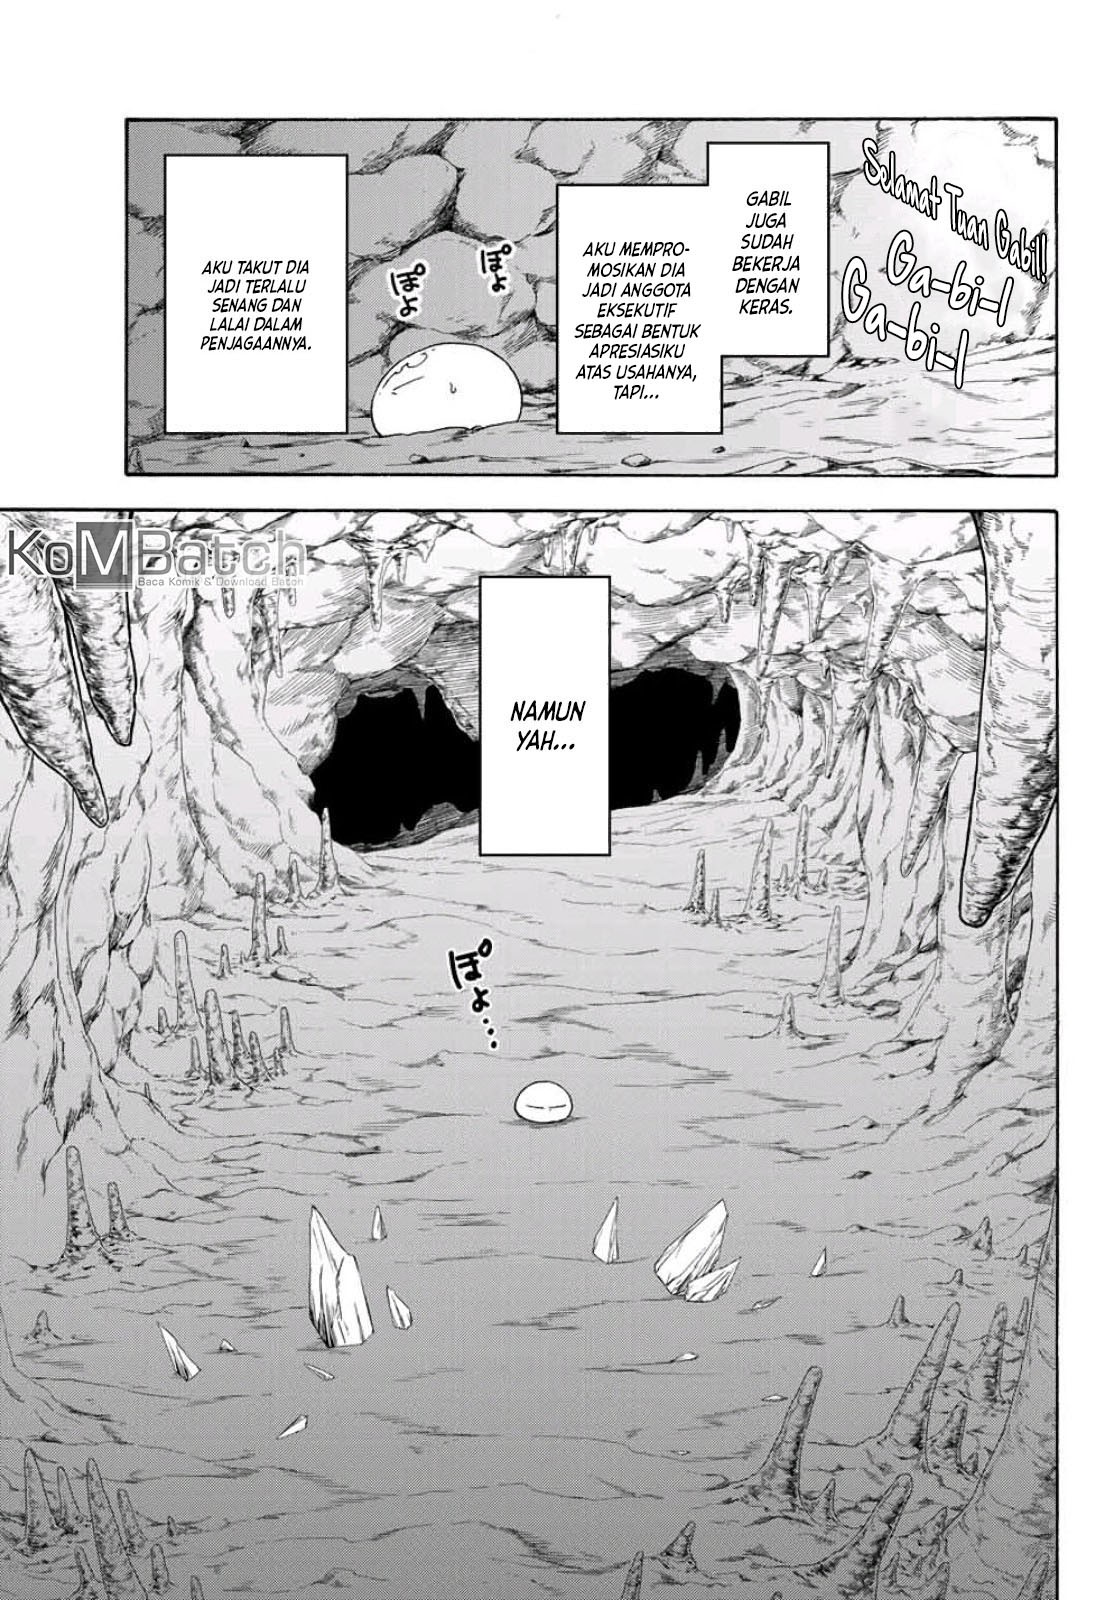 Selamat Tuan Gabil!
Ga-bi-l
Ga-bi-l
GABIL
JUGA
SUDAH
BEKERJA
DENGAN
KERAS.
AKU MEMPRO-
MOSIKAN DIA
JADI ANGGOTA
EKSEKUTIF
SEBAGAI BENTUK
APRESIASIKU
ATAS USAHANYA,
TAPI...
ぽよ
ぽよ
AKU TAKUT DIA
JADI TERLALU
SENANG DAN
LALAI DALAM
PENJAGAANNYA.
KoMBatch
Baca Komik & Download Batch
NAMUN
YAH...
ぽよ...